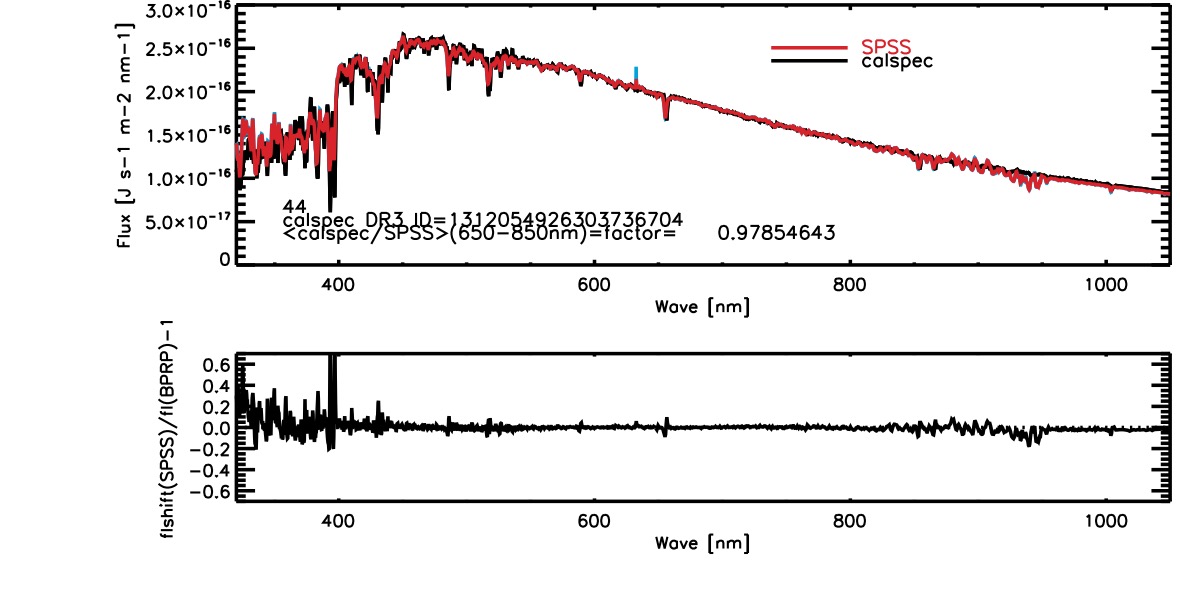 3.0×10−16
2.5×10−16
2.0×10−16
1.5×10−16
1.0×10−16
5.0×10−17
0
Flux [J s−1 m−2 nm−1]
SPSS
calspec
44
calspec DR3 ID=1312054926303736704
<calspec/SPSS>(650−850nm)=factor= 0.97854643
400 600 800 1000
Wave [nm]
flshift(SPSS)/fl(BPRP)−1
0.6
0.4
0.2
0.0
−0.2
−0.4
−0.6
400 600 800 1000
Wave [nm]